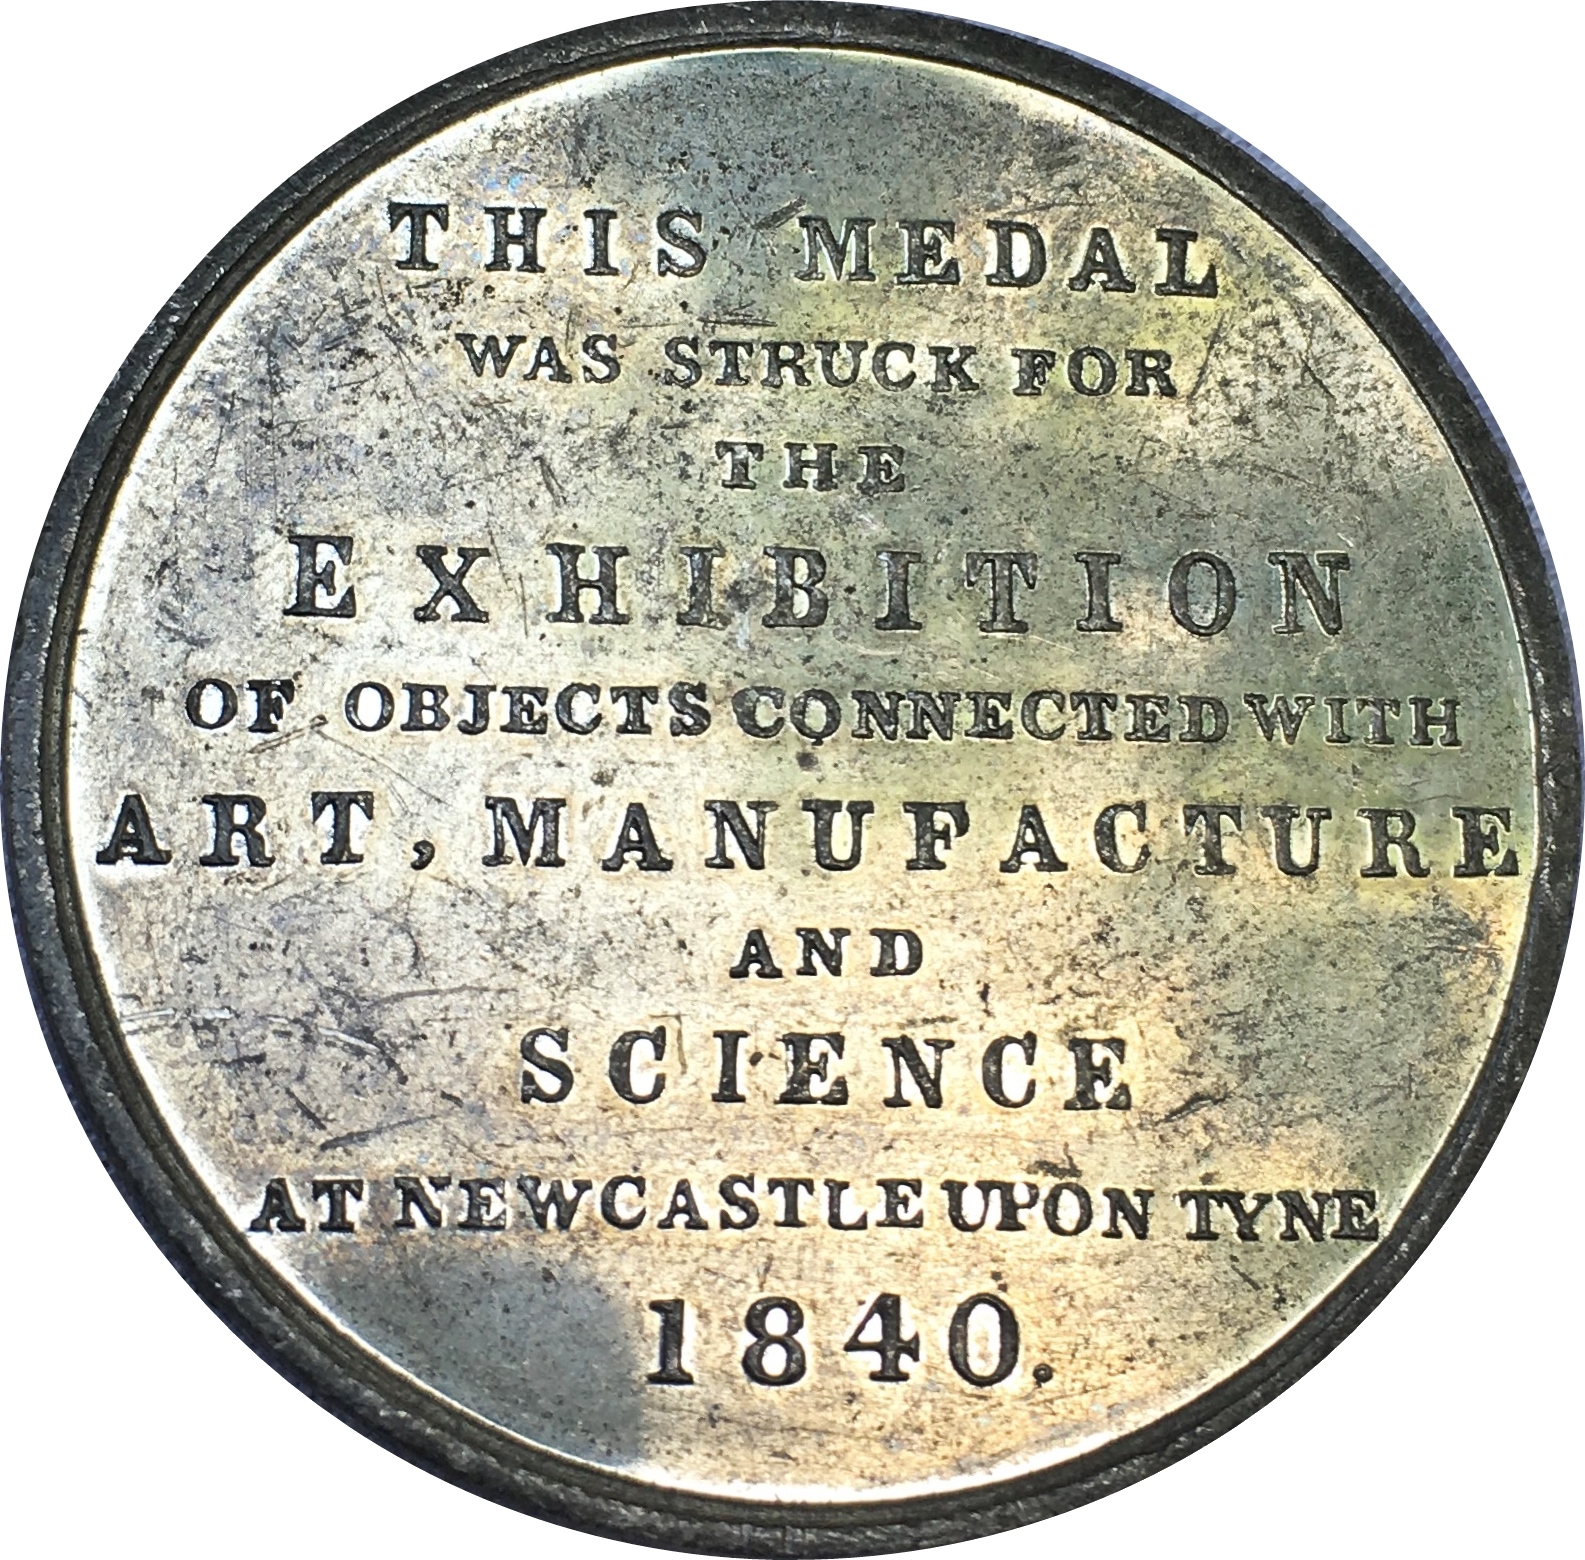 THIS MEDAL
WAS STRUCK FOR
THE
EXHIBITION
OF OBJECTS CONNECTED WITH
ART, MANUFACTURE
AND
SCIENCE
AT NEWCASTLE UPON TYNE
1840.